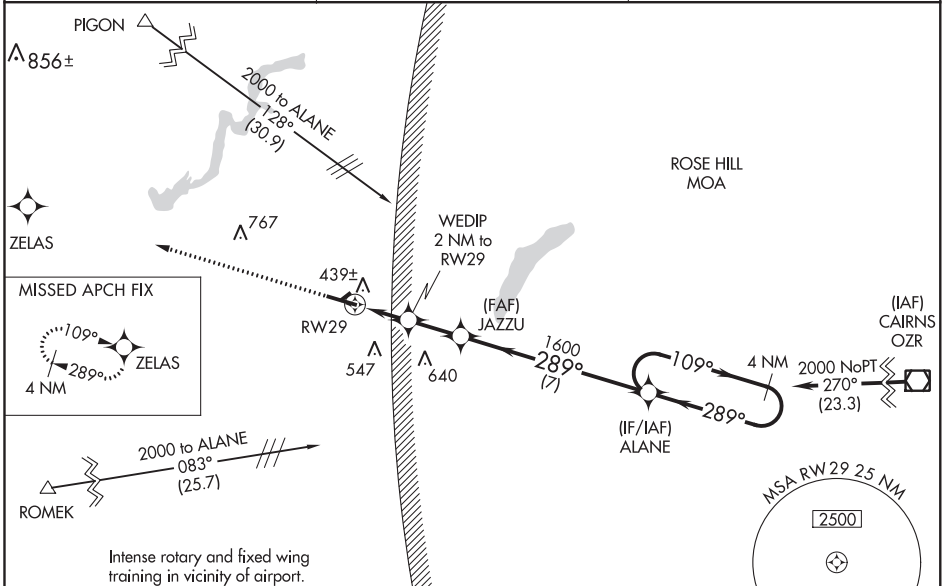 PIGON
856±
2000 to ALANE
128°
(30.9)
ROSE HILL
MOA
ZELAS
767
WEDIP
2 NM to
RW29
439±
RW29
(FAF)
JAZZU
547
640
1600
289°
(7)
109°
4 NM
289°
(IF/IAF)
ALANE
2000 NoPT
270°
(23.3)
(IAF)
CAIRNS
OZR
MISSED APCH FIX
109°
ZELAS
289°
4 NM
2000 to ALANE
083°
(25.7)
ROMEK
MSA RW 29 25 NM
2500
Intense rotary and fixed wing
training in vicinity of airport.